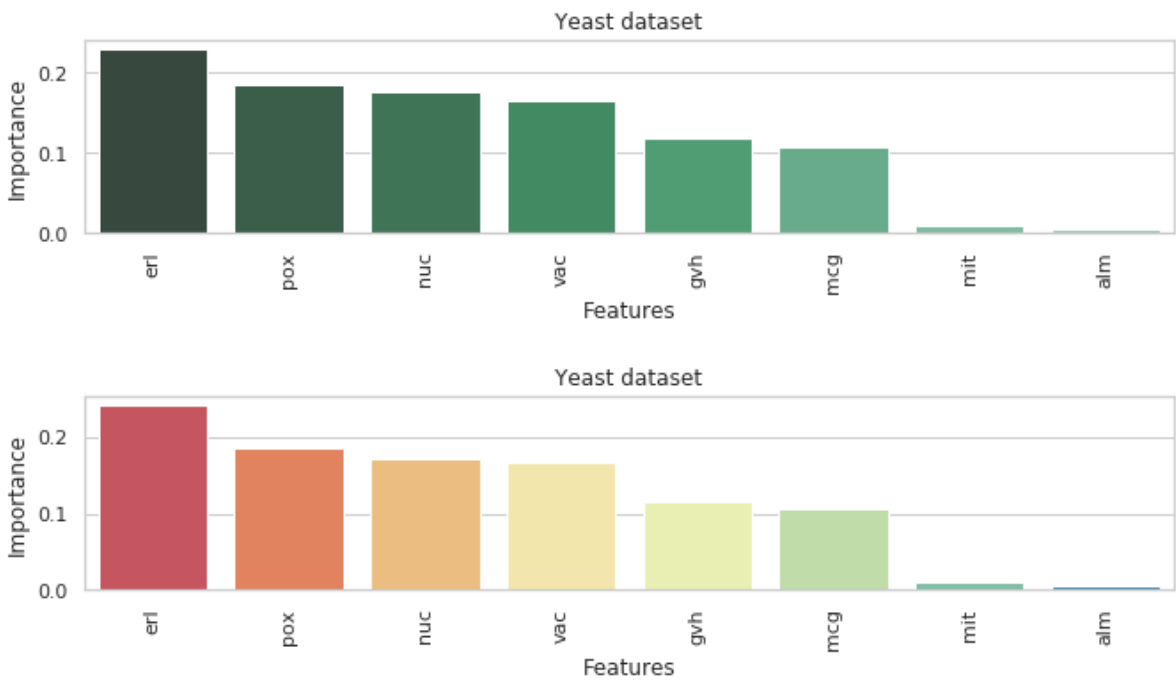 Yeast dataset
Importance
0.2
0.1
0.0
erl pox nuc vac gvh mcg mit alm
Features
Yeast dataset
Importance
0.2
0.1
0.0
erl pox nuc vac gvh mcg mit alm
Features